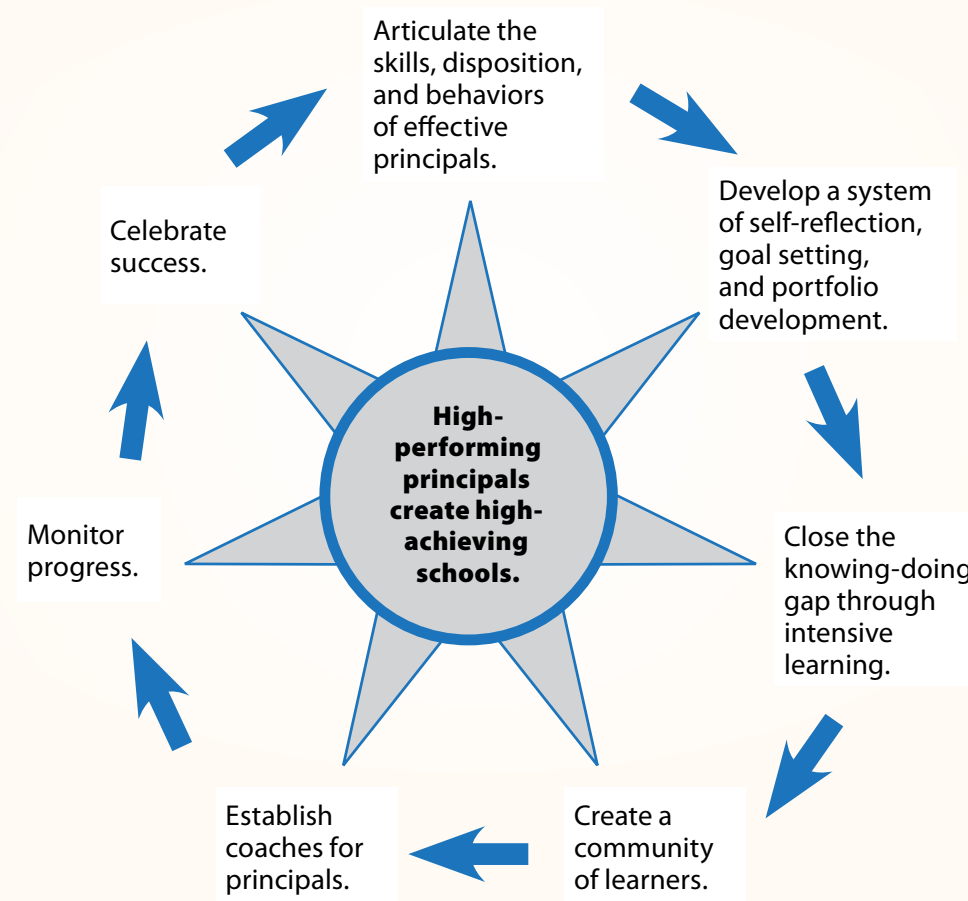 Articulate the
skills, disposition,
and behaviors
of effective
principals.
Develop a system
of self-reflection,
goal setting,
and portfolio
development.
Close the
knowing-doing
gap through
intensive
learning.
Create a
community
of learners.
Establish
coaches for
principals.
Monitor
progress.
Celebrate
success.
High-
performing
principals
create high-
achieving
schools.